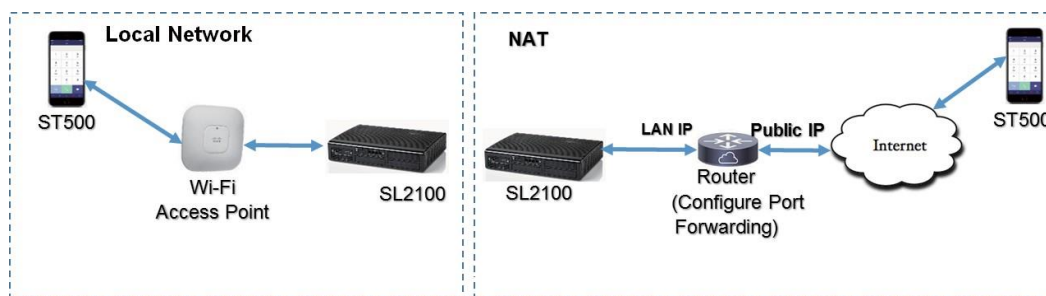 Local Network
ST500
Wi-Fi
Access Point
SL2100
NAT
SL2100
LAN IP
Router
(Configure Port
Forwarding)
Public IP
Internet
ST500